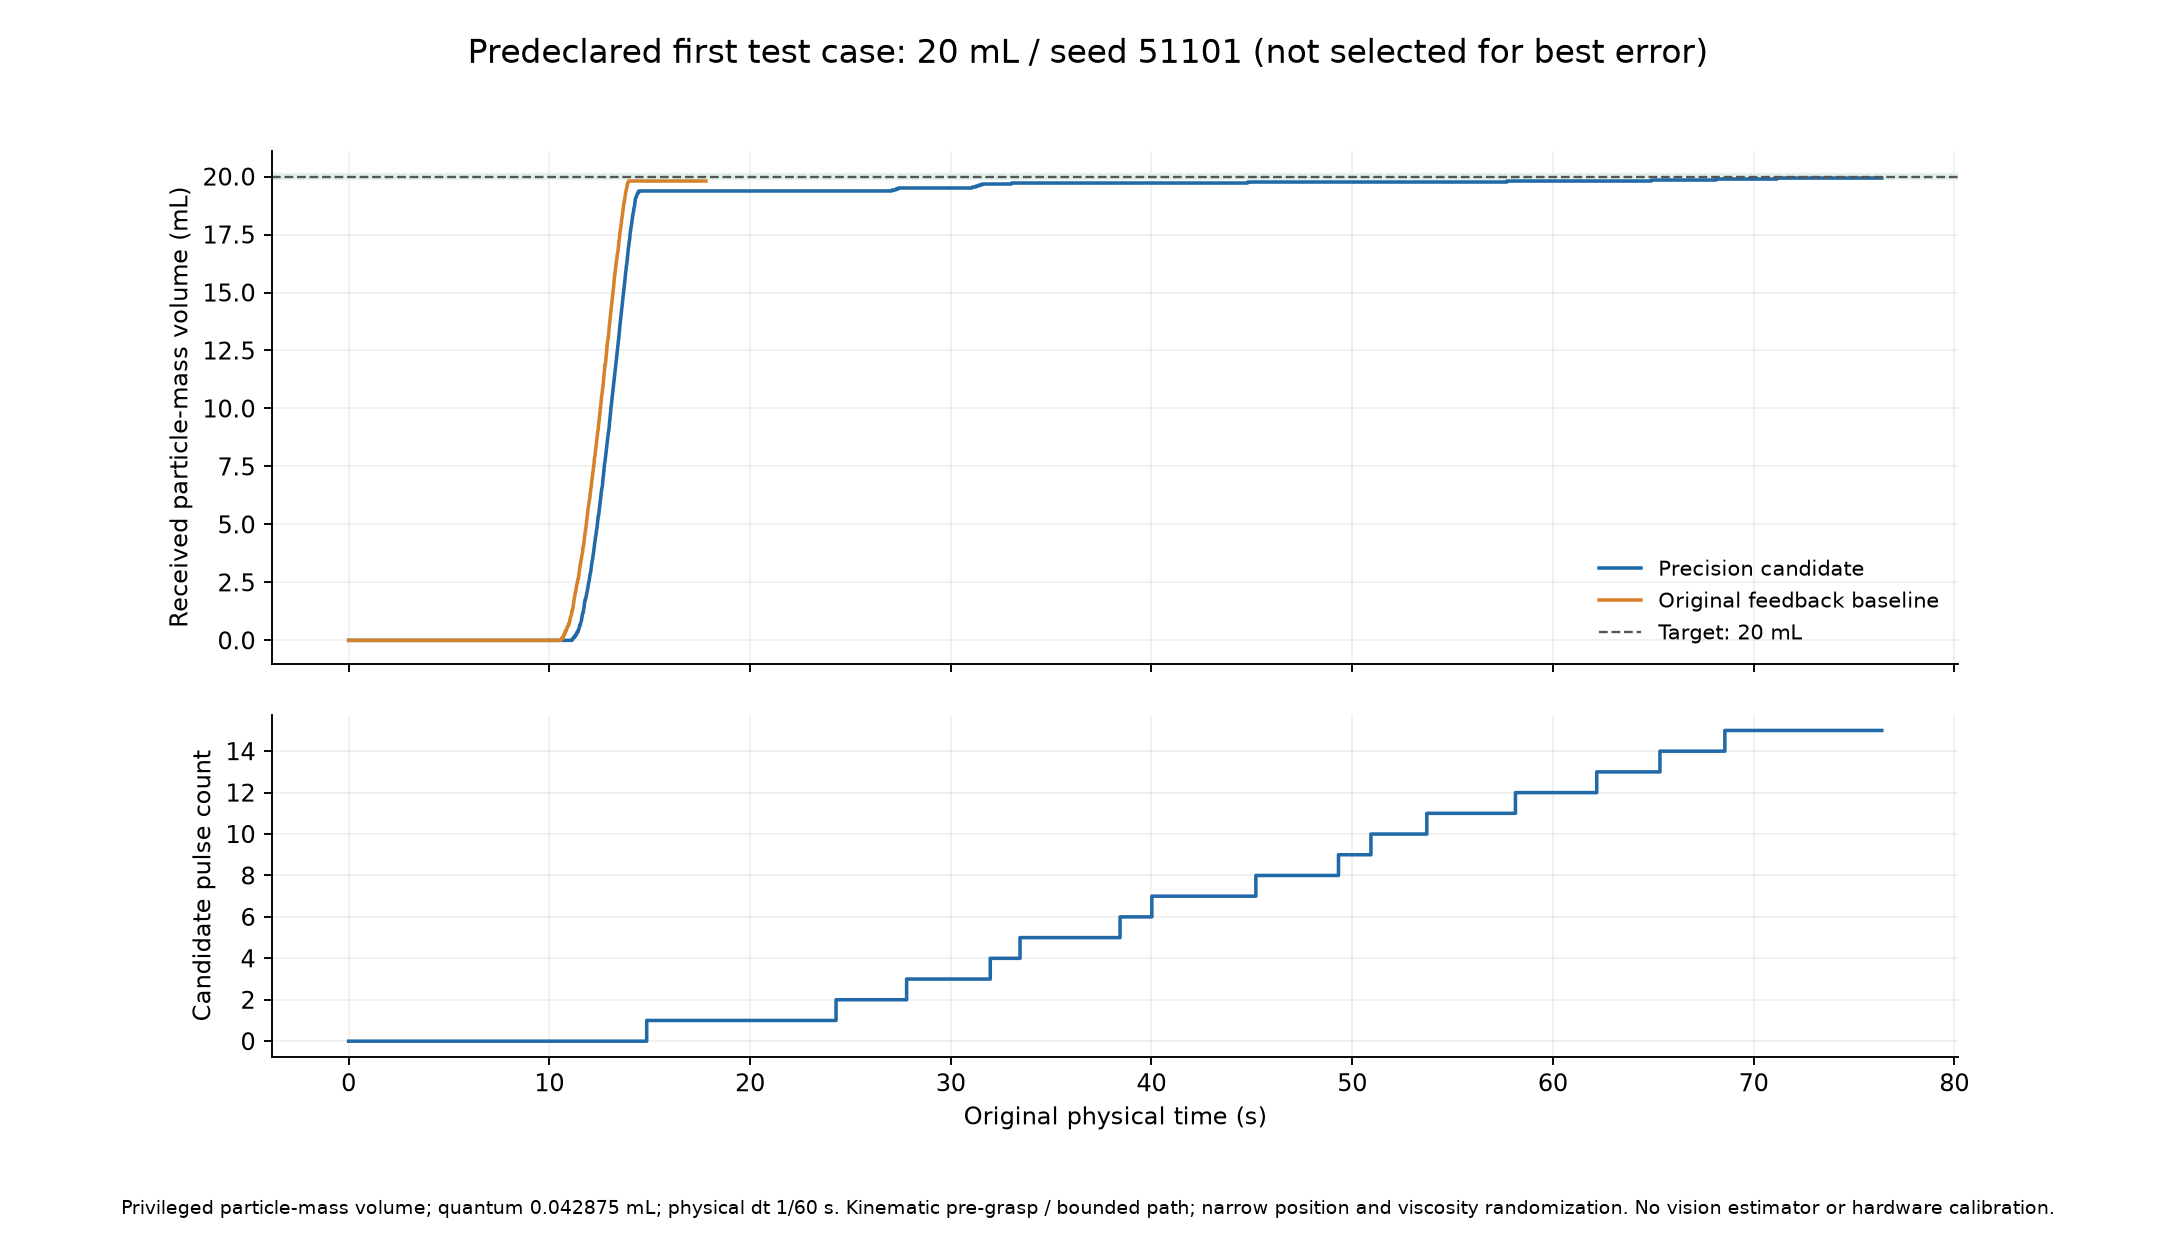 Predeclared first test case: 20 mL / seed 51101 (not selected for best error)
Received particle-mass volume (mL)
20.0
17.5
15.0
12.5
10.0
7.5
5.0
2.5
0.0
Precision candidate
Original feedback baseline
Target: 20 mL
Candidate pulse count
14
12
10
8
6
4
2
0
0 10 20 30 40 50 60 70 80
Original physical time (s)
Privileged particle-mass volume; quantum 0.042875 mL; physical dt 1/60 s. Kinematic pre-grasp / bounded path; narrow position and viscosity randomization. No vision estimator or hardware calibration.